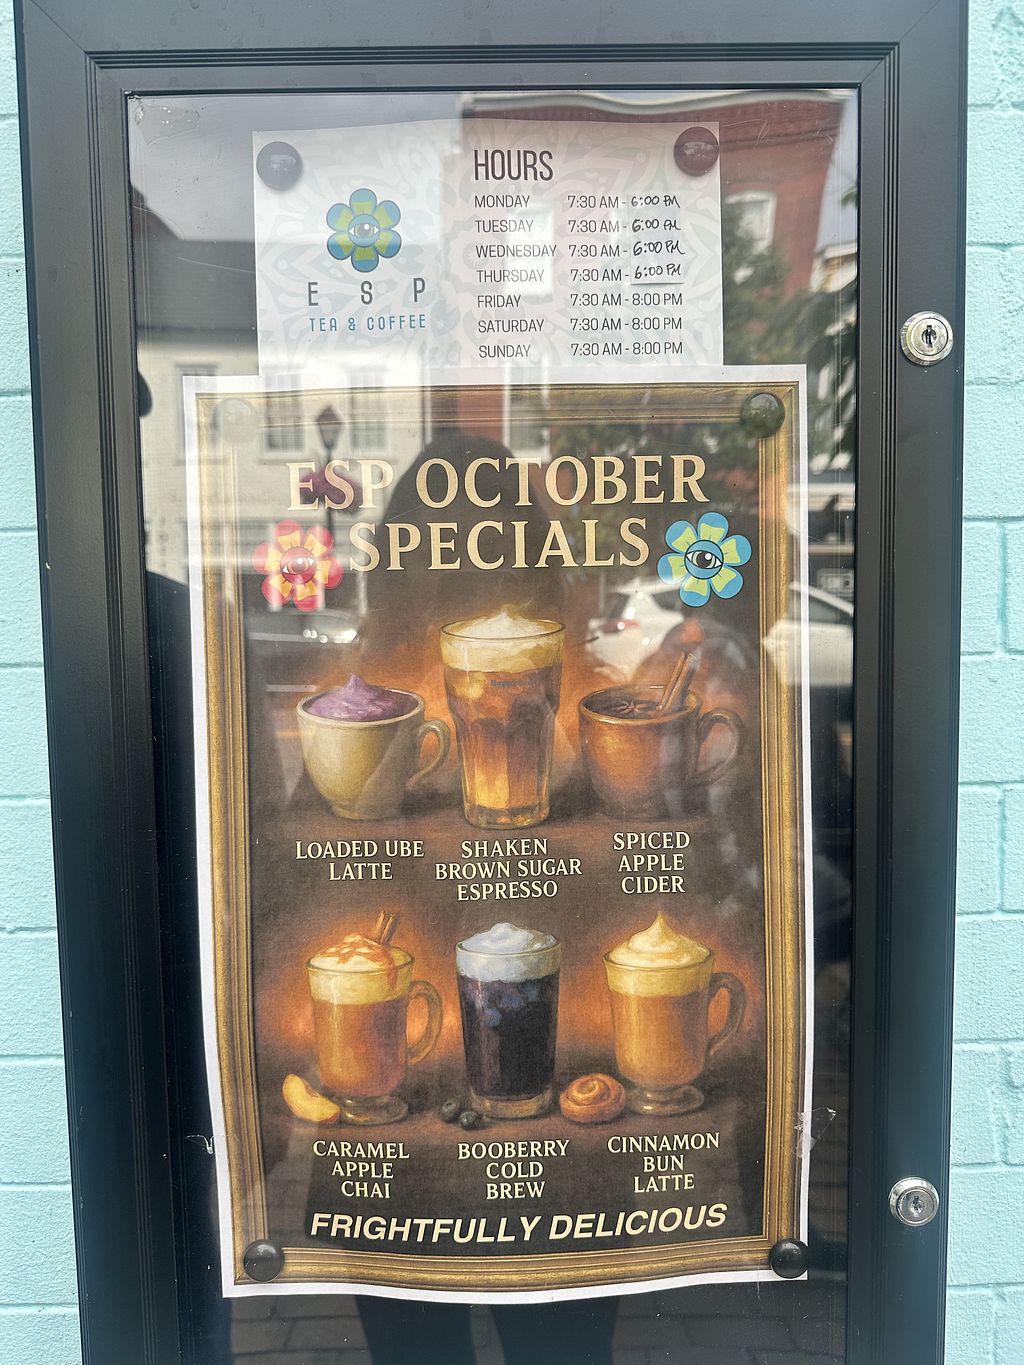 HOURS
MONDAY 7:30 AM - 6:00 PM
TUESDAY 7:30 AM - 6:00 PM
WEDNESDAY 7:30 AM - 6:00 PM
THURSDAY 7:30 AM - 6:00 PM
FRIDAY 7:30 AM - 8:00 PM
SATURDAY 7:30 AM - 8:00 PM
SUNDAY 7:30 AM - 8:00 PM
E S P
TEA & COFFEE
ESP OCTOBER
SPECIALS
LOADED UBE
LATTE
SHAKEN
BROWN SUGAR
ESPRESSO
SPICED
APPLE
CIDER
CARAMEL
APPLE
CHAI
BOOBERRY
COLD
BREW
CINNAMON
BUN
LATTE
FRIGHTFULLY DELICIOUS